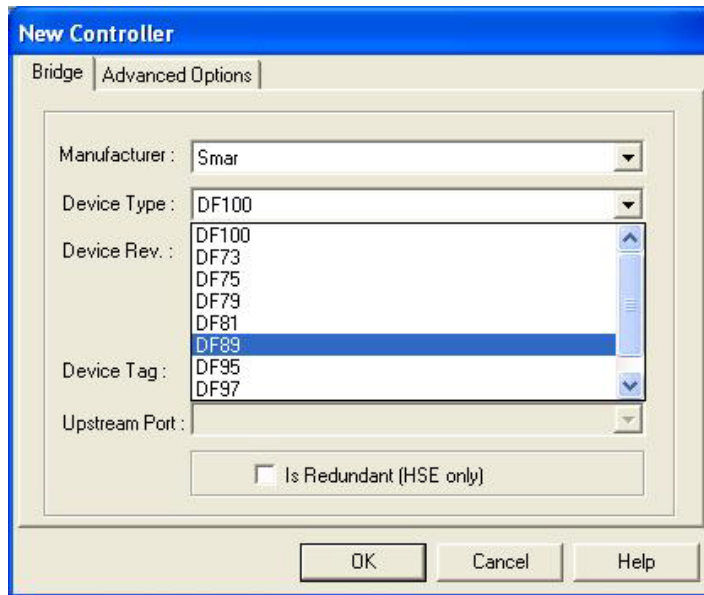 New Controller
Bridge
Advanced Options
Manufacturer :
Smar
Device Type :
DF100
Device Rev. :
DF100
DF73
DF75
DF79
DF81
DF89
DF95
DF97
Device Tag :
Upstream Port :
Is Redundant (HSE only)
OK
Cancel
Help